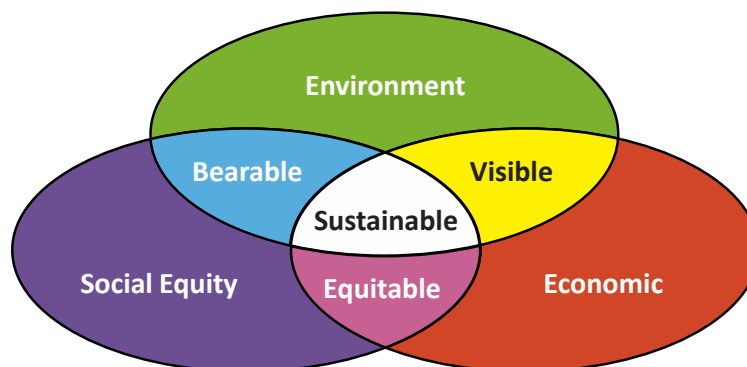 Environment
Bearable
Visible
Sustainable
Social Equity
Equitable
Economic